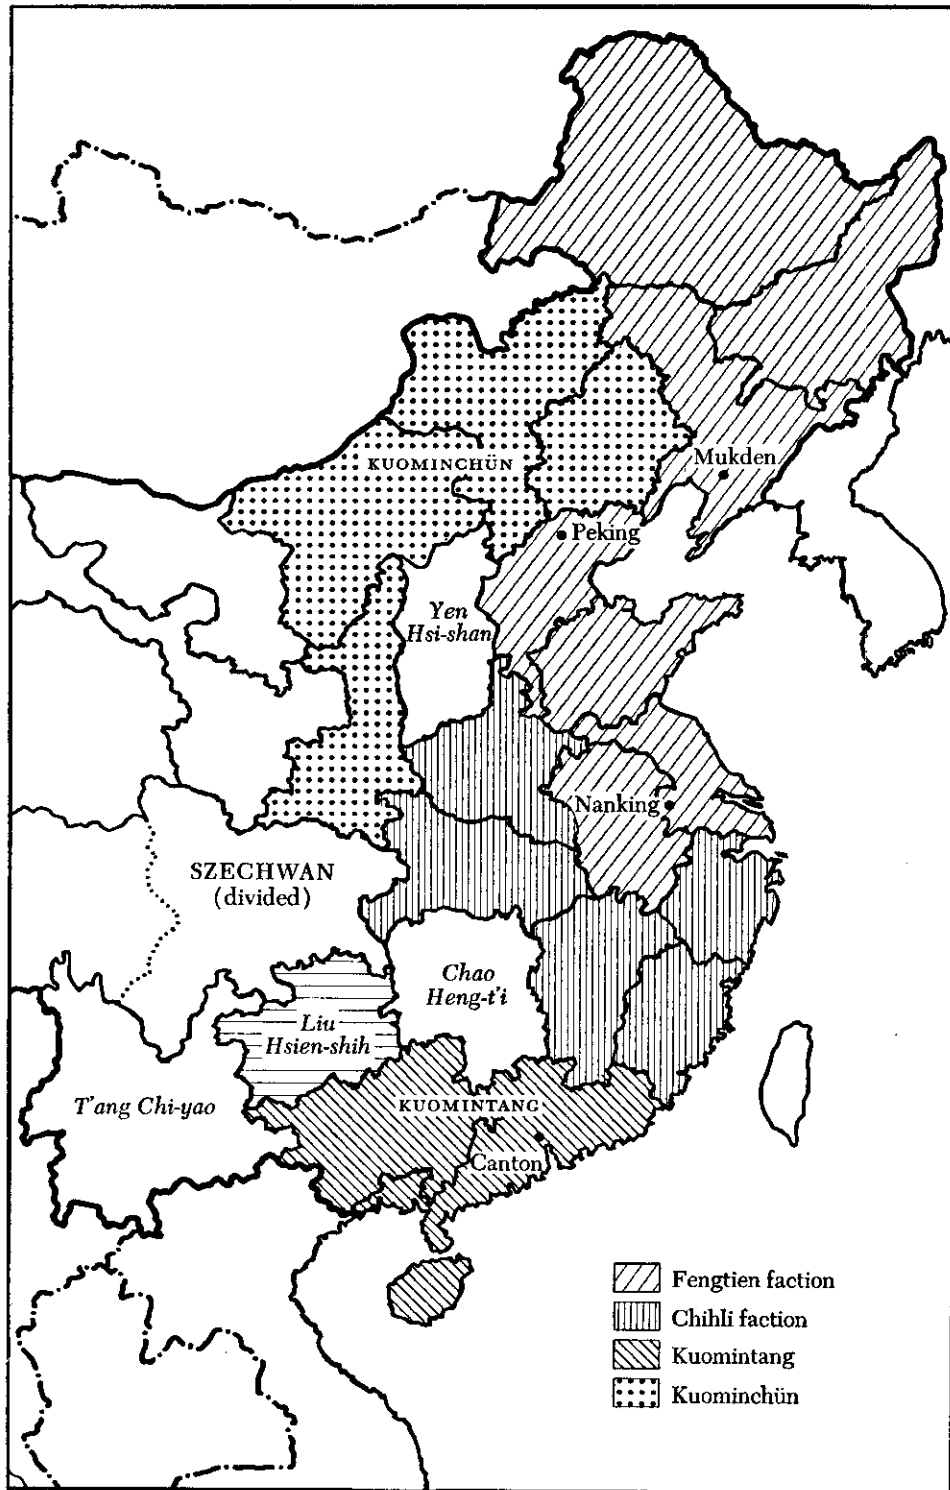 KUOMINCHÜN
Mukden
Peking
Yen
Hsi-shan
Nanking
SZECHWAN
(divided)
Chao
Heng-t'i
Liu
Hsien-shih
T'ang Chi-yao
KUOMINTANG
Canton
Fengtien faction
Chihli faction
Kuomintang
Kuominchün